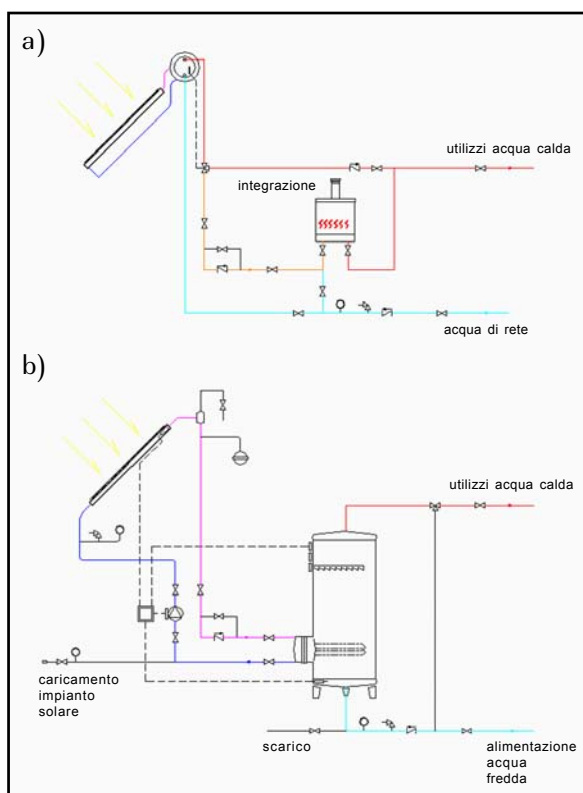 a)
utilizzi acqua calda
integrazione
acqua di rete
b)
utilizzi acqua calda
caricamento
impianto
solare
scarico
alimentazione
acqua
fredda